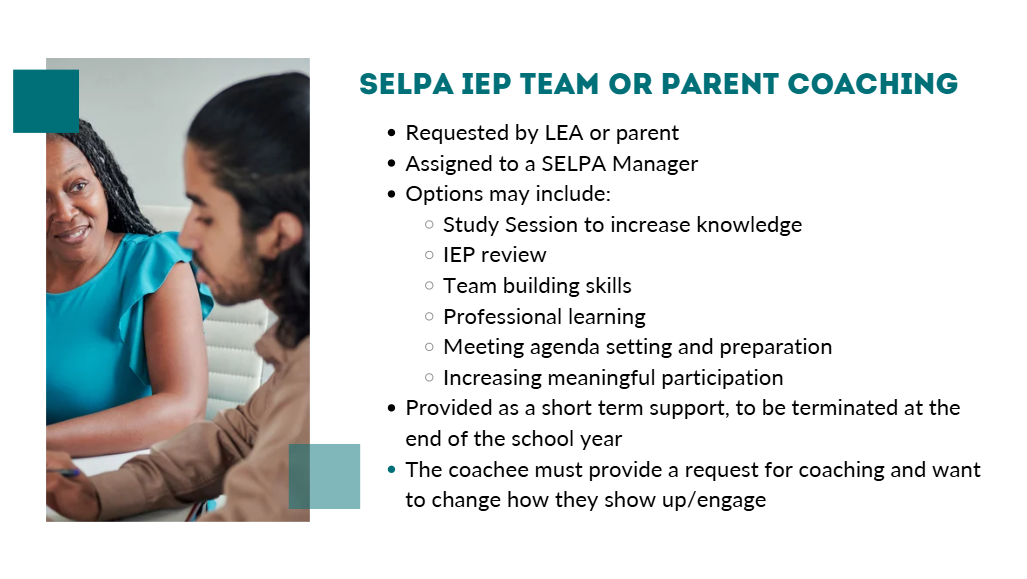 SELPA IEP TEAM OR PARENT COACHING
• Requested by LEA or parent
• Assigned to a SELPA Manager
• Options may include:
○ Study Session to increase knowledge
○ IEP review
○ Team building skills
○ Professional learning
○ Meeting agenda setting and preparation
○ Increasing meaningful participation
• Provided as a short term support, to be terminated at the
end of the school year
• The coachee must provide a request for coaching and want
to change how they show up/engage